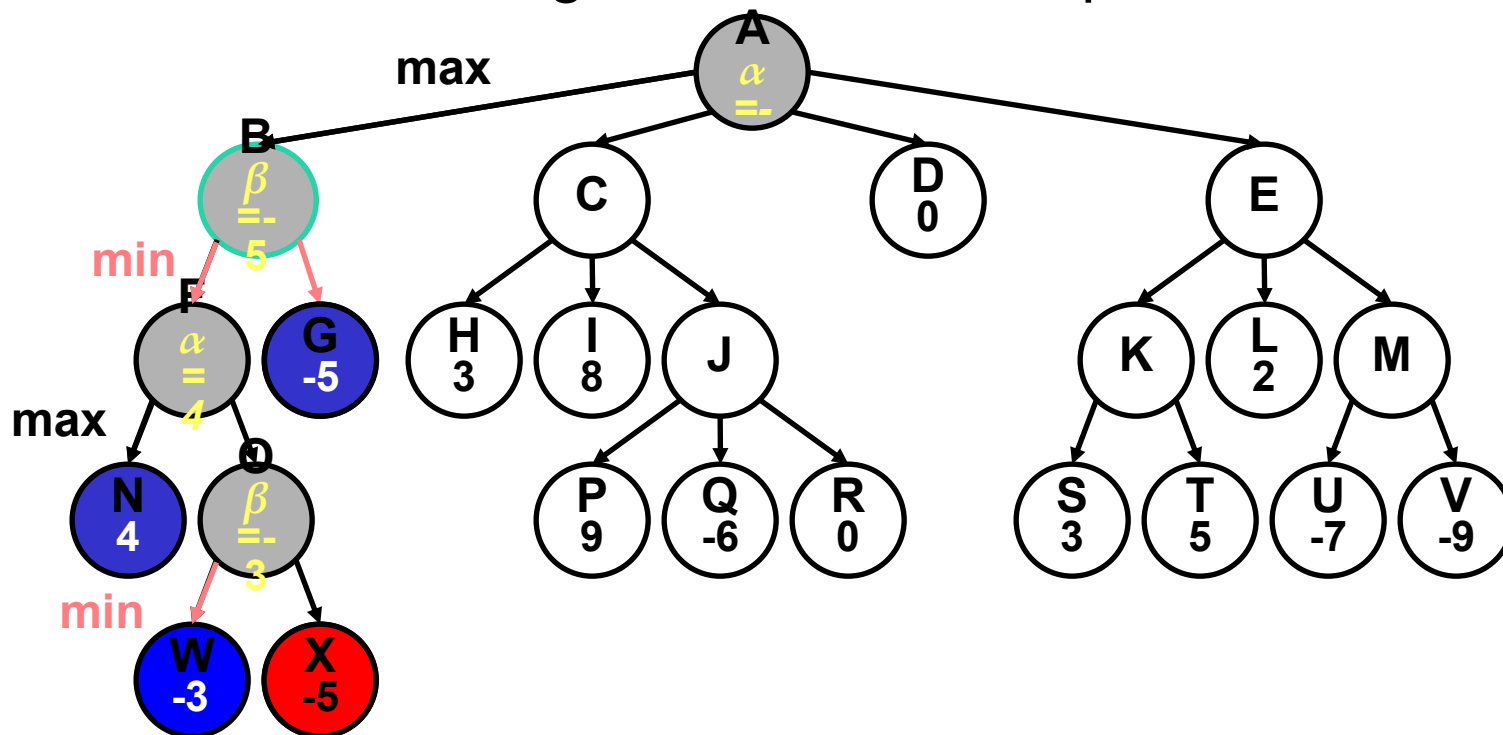 A
α
=-
max
B
β
=-
5
C
D
0
E
min
F
α
=
4
G
-5
H
3
I
8
J
K
L
2
M
max
N
4
O
β
=-
3
P
9
Q
-6
R
0
S
3
T
5
U
-7
V
-9
min
W
-3
X
-5